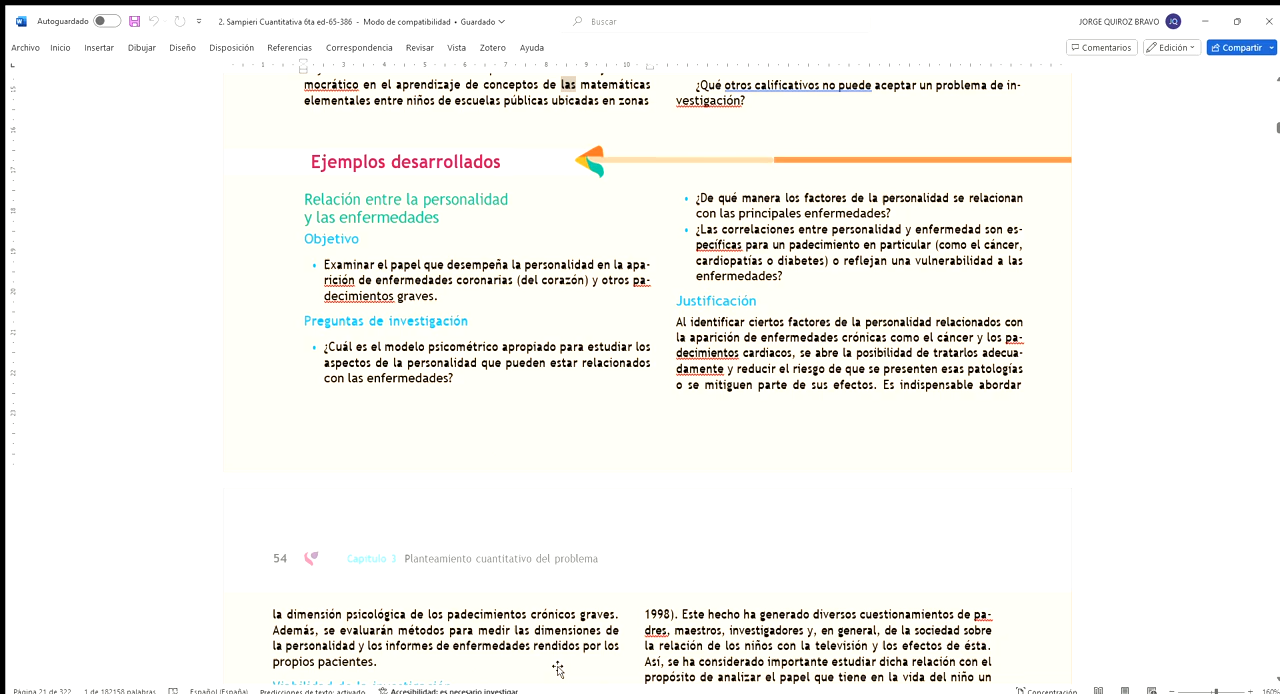 Autoguardado
2. Sampieri Cuantitativa 6ta ed-65-386 - Modo de compatibilidad • Guardado
Buscar
JORGE QUIROZ BRAVO
JQ
Archivo Inicio Insertar Dibujar Diseño Disposición Referencias Correspondencia Revisar Vista Zotero Ayuda
Comentarios
Edición
Compartir
mocrático en el aprendizaje de conceptos de las matemáticas
elementales entre niños de escuelas públicas ubicadas en zonas
¿Qué otros calificativos no puede aceptar un problema de in-
vestigación?
Ejemplos desarrollados
Relación entre la personalidad
y las enfermedades
Objetivo
• Examinar el papel que desempeña la personalidad en la apa-
rición de enfermedades coronarias (del corazón) y otros pa-
decimientos graves.
Preguntas de investigación
• ¿Cuál es el modelo psicométrico apropiado para estudiar los
aspectos de la personalidad que pueden estar relacionados
con las enfermedades?
• ¿De qué manera los factores de la personalidad se relacionan
con las principales enfermedades?
• ¿Las correlaciones entre personalidad y enfermedad son es-
pecíficas para un padecimiento en particular (como el cáncer,
cardiopatías o diabetes) o reflejan una vulnerabilidad a las
enfermedades?
Justificación
Al identificar ciertos factores de la personalidad relacionados con
la aparición de enfermedades crónicas como el cáncer y los pa-
decimientos cardiacos, se abre la posibilidad de tratarlos adecua-
damente y reducir el riesgo de que se presenten esas patologías
o se mitiguen parte de sus efectos. Es indispensable abordar
54 Capítulo 3 Planteamiento cuantitativo del problema
la dimensión psicológica de los padecimientos crónicos graves.
Además, se evaluarán métodos para medir las dimensiones de
la personalidad y los informes de enfermedades rendidos por los
propios pacientes.
Viabilidad de la investigación
1998). Este hecho ha generado diversos cuestionamientos de pa-
dres, maestros, investigadores y, en general, de la sociedad sobre
la relación de los niños con la televisión y los efectos de ésta.
Así, se ha considerado importante estudiar dicha relación con el
propósito de analizar el papel que tiene en la vida del niño un
Página 21 de 322 1 de 187158 palabras Español (España) Predicciones de texto: activado Accesibilidad: es necesario investigar Concentración 160%